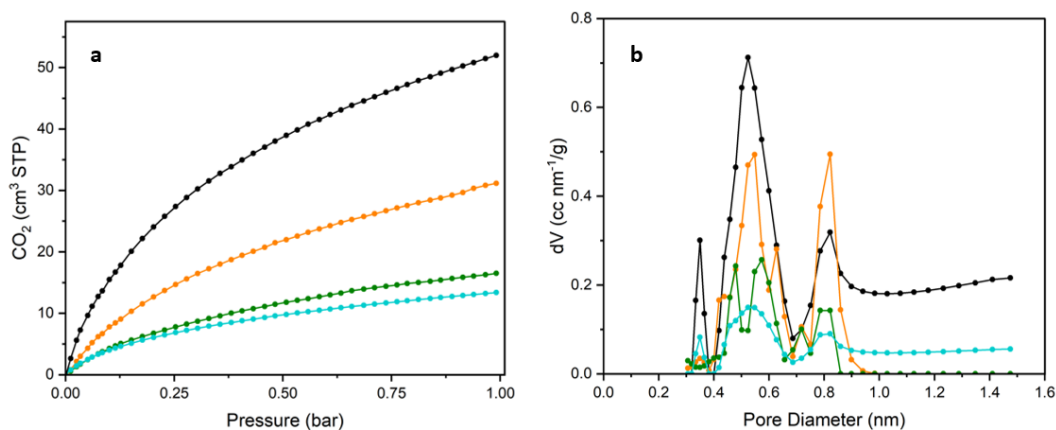 a
50
40
30
20
10
0
CO₂ (cm³ STP)
0.00 0.25 0.50 0.75 1.00
Pressure (bar)
b
0.8
0.6
0.4
0.2
0.0
dV (cc nm⁻¹/g)
0.0 0.2 0.4 0.6 0.8 1.0 1.2 1.4 1.6
Pore Diameter (nm)